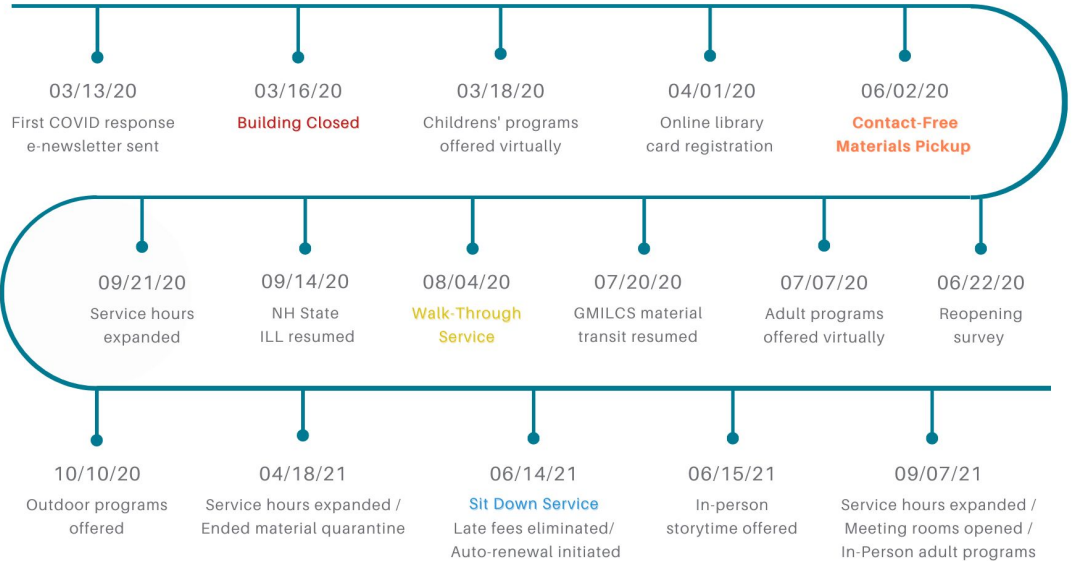 03/13/20
First COVID response
e-newsletter sent
03/16/20
Building Closed
03/18/20
Childrens' programs
offered virtually
04/01/20
Online library
card registration
06/02/20
Contact-Free
Materials Pickup
06/22/20
Reopening
survey
07/07/20
Adult programs
offered virtually
07/20/20
GMILCS material
transit resumed
08/04/20
Walk-Through
Service
09/14/20
NH State
ILL resumed
09/21/20
Service hours
expanded
10/10/20
Outdoor programs
offered
04/18/21
Service hours expanded /
Ended material quarantine
06/14/21
Sit Down Service
Late fees eliminated/
Auto-renewal initiated
06/15/21
In-person
storytime offered
09/07/21
Service hours expanded /
Meeting rooms opened /
In-Person adult programs